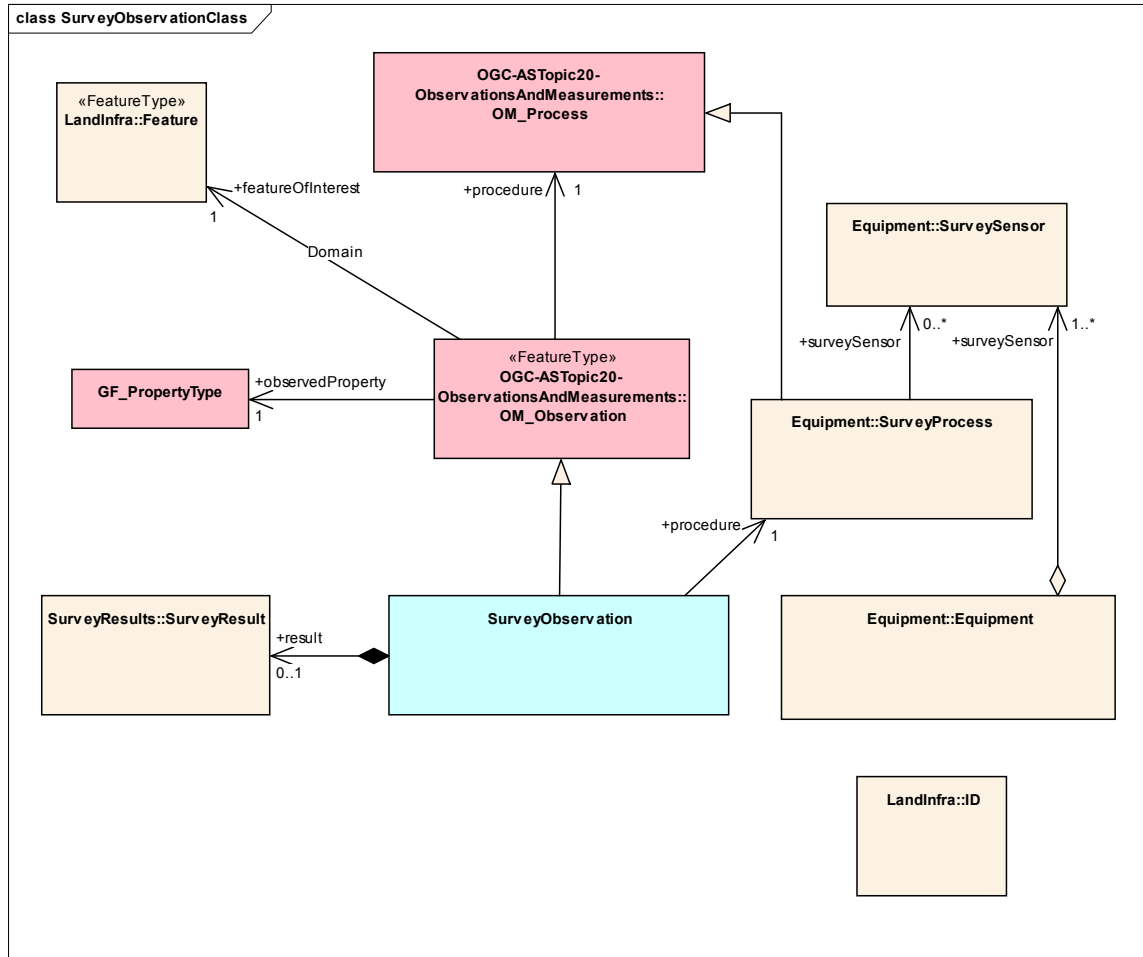 class SurveyObservationClass
OGC-ASTopic20-
ObservationsAndMeasurements::
OM_Process
«FeatureType»
LandInfra::Feature
+featureOfInterest
1
+procedure
1
Domain
Equipment::SurveySensor
0..*
+surveySensor
1..*
+surveySensor
«FeatureType»
OGC-ASTopic20-
ObservationsAndMeasurements::
OM_Observation
GF_PropertyType
+observedProperty
1
Equipment::SurveyProcess
+procedure
1
SurveyResults::SurveyResult
+result
0..1
SurveyObservation
Equipment::Equipment
LandInfra::ID